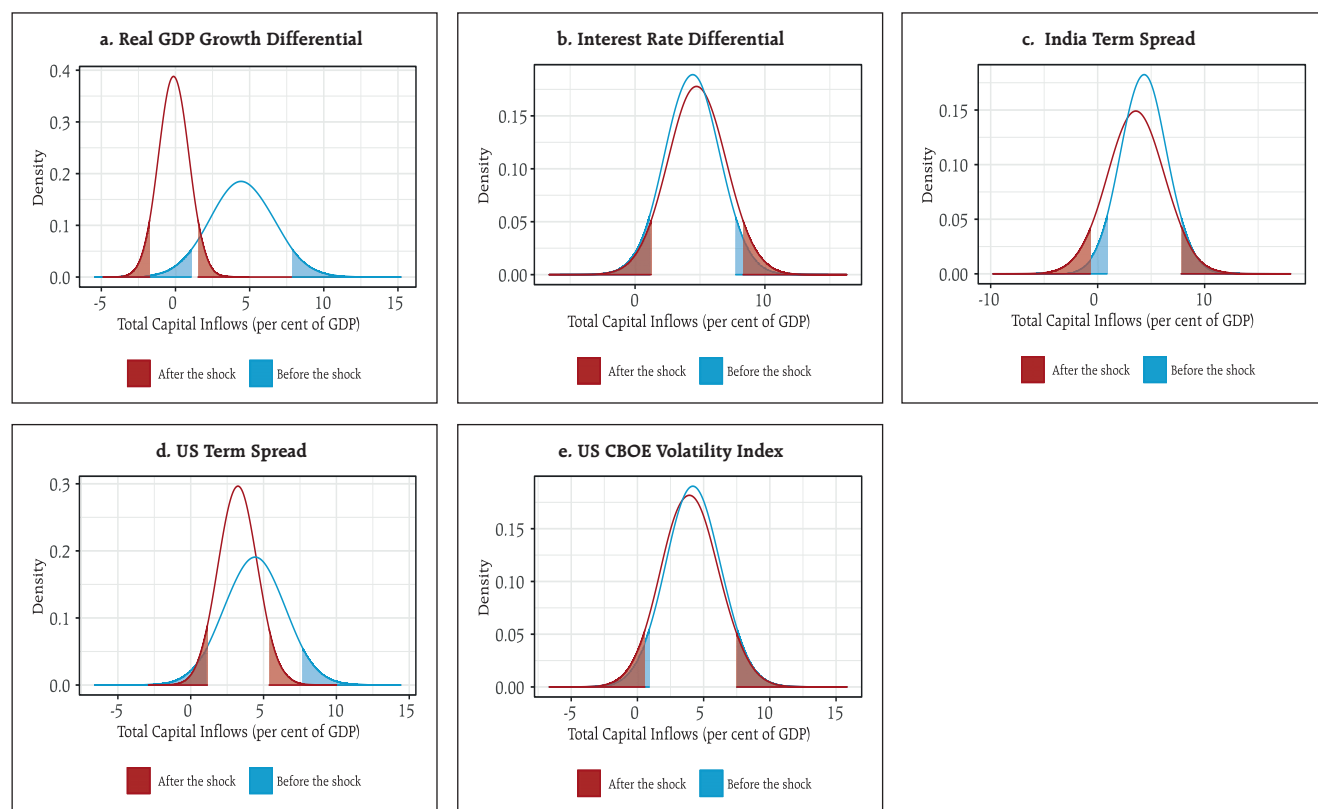 a. Real GDP Growth Differential
0.4
0.3
0.2
0.1
0.0
Density
-5 0 5 10 15
Total Capital Inflows (per cent of GDP)
After the shock Before the shock
b. Interest Rate Differential
0.15
0.10
0.05
0.00
Density
0 10
Total Capital Inflows (per cent of GDP)
After the shock Before the shock
c. India Term Spread
0.15
0.10
0.05
0.00
Density
-10 0 10
Total Capital Inflows (per cent of GDP)
After the shock Before the shock
d. US Term Spread
0.3
0.2
0.1
0.0
Density
-5 0 5 10 15
Total Capital Inflows (per cent of GDP)
After the shock Before the shock
e. US CBOE Volatility Index
0.15
0.10
0.05
0.00
Density
-5 0 5 10 15
Total Capital Inflows (per cent of GDP)
After the shock Before the shock